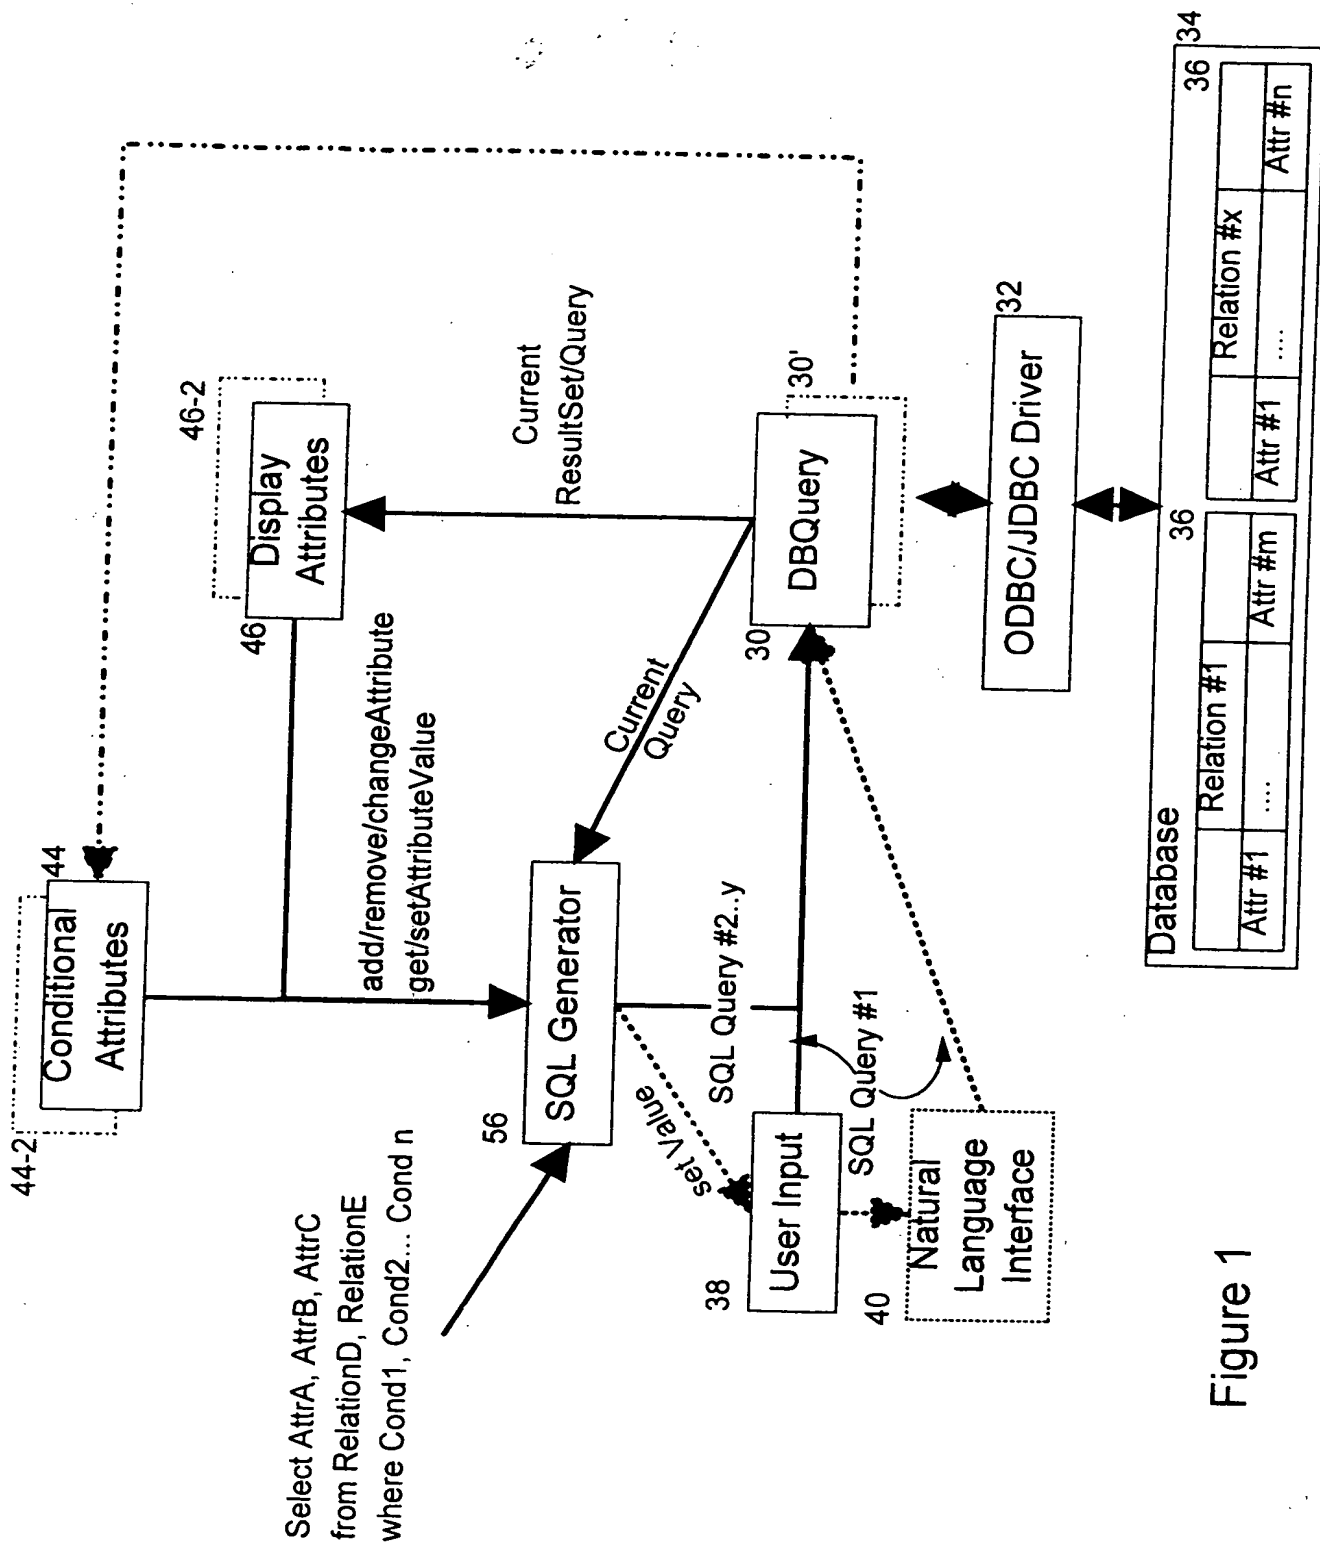 44-2
Conditional
Attributes
44
46
Display
Attributes
46-2
add/remove/changeAttribute
get/setAttributeValue
Current
ResultSet/Query
Select AttrA, AttrB, AttrC
from RelationD, RelationE
where Cond1, Cond2... Cond n
56
SQL Generator
Current
Query
set Value
SQL Query #2..y
38
User Input
SQL Query #1
30
DBQuery
30'
40
Natural
Language
Interface
ODBC/JDBC Driver
32
Database
36
36
34
Relation #1
Attr #1
....
Attr #m
Relation #x
Attr #1
....
Attr #n
Figure 1